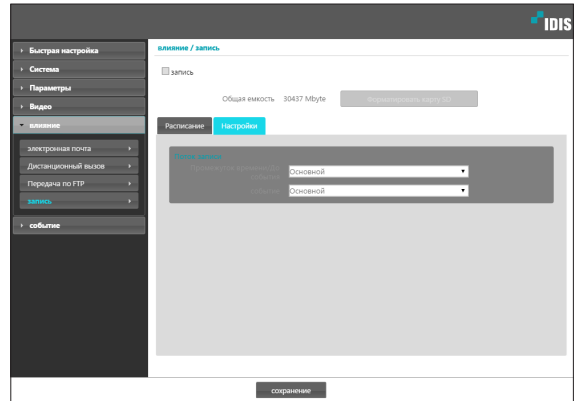 IDIS
Быстрая настройка
Система
Параметры
Видео
влияние
электронная почта
Дистанционный вызов
Передача по FTP
запись
событие
влияние / запись
запись
Общая емкость 30437 Mbyte
Форматировать карту SD
Расписание Настройки
Основной
событие Основной
сохранение